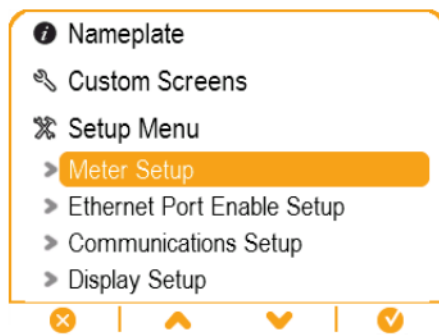 Nameplate
Custom Screens
Setup Menu
Meter Setup
Ethernet Port Enable Setup
Communications Setup
Display Setup